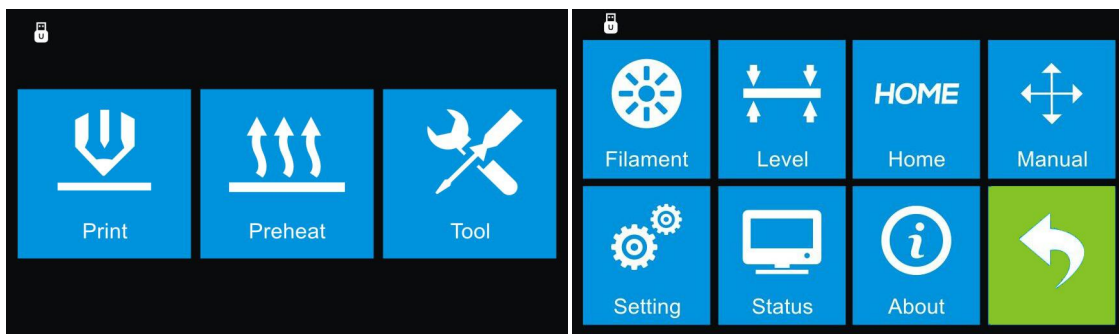 U
Print Preheat Tool
U
HOME
Filament Level Home Manual
Setting Status About